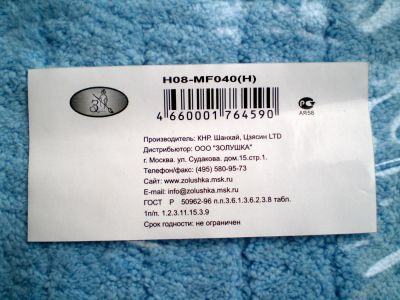 H08-MF040(H)
4 660001 764590
АЯ56
Производитель: КНР. Шанхай, Цзясин LTD
Дистрибьютор: ООО "ЗОЛУШКА"
г. Москва. ул. Судакова. дом.15.стр.1.
Телефон/факс: (495) 580-95-73
Сайт: www.zolushka.msk.ru
E-mail: info@zolushka.msk.ru
ГОСТ Р 50962-96 п.п.3.6.1.3.6.2.3.8 табл.
1п/п. 1.2.3.11.15.3.9
Срок годности: не ограничен